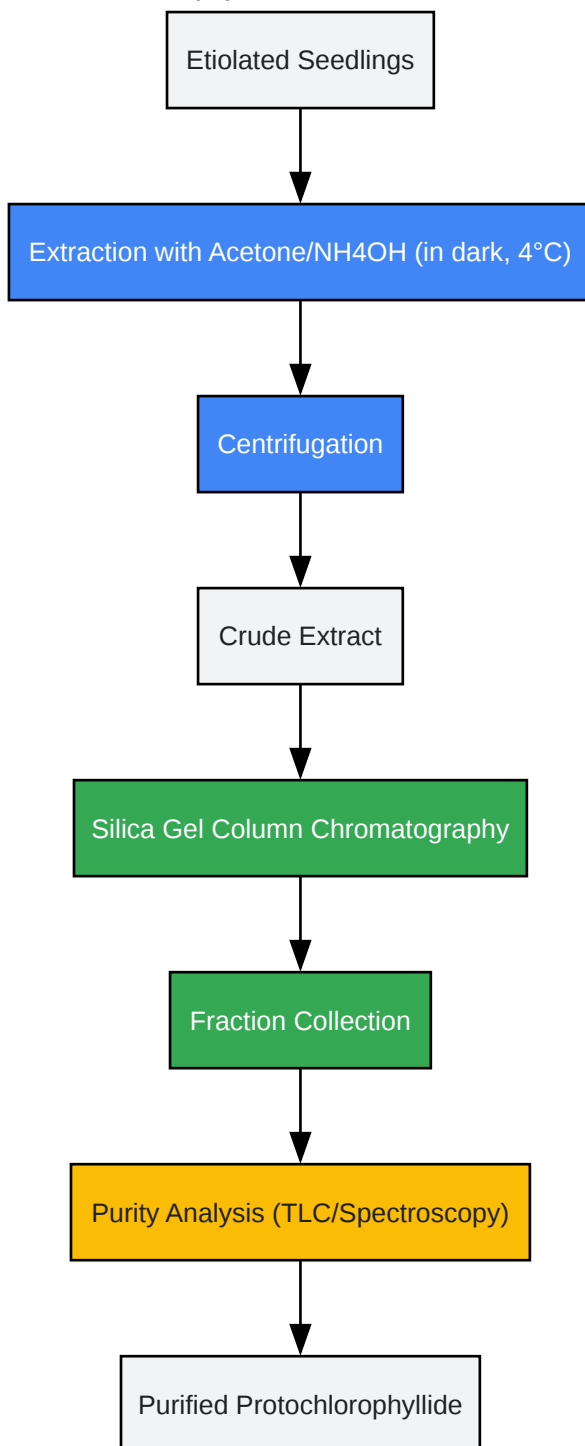 Etiolated Seedlings
Extraction with Acetone/NH4OH (in dark, 4°C)
Centrifugation
Crude Extract
Silica Gel Column Chromatography
Fraction Collection
Purity Analysis (TLC/Spectroscopy)
Purified Protochlorophyllide